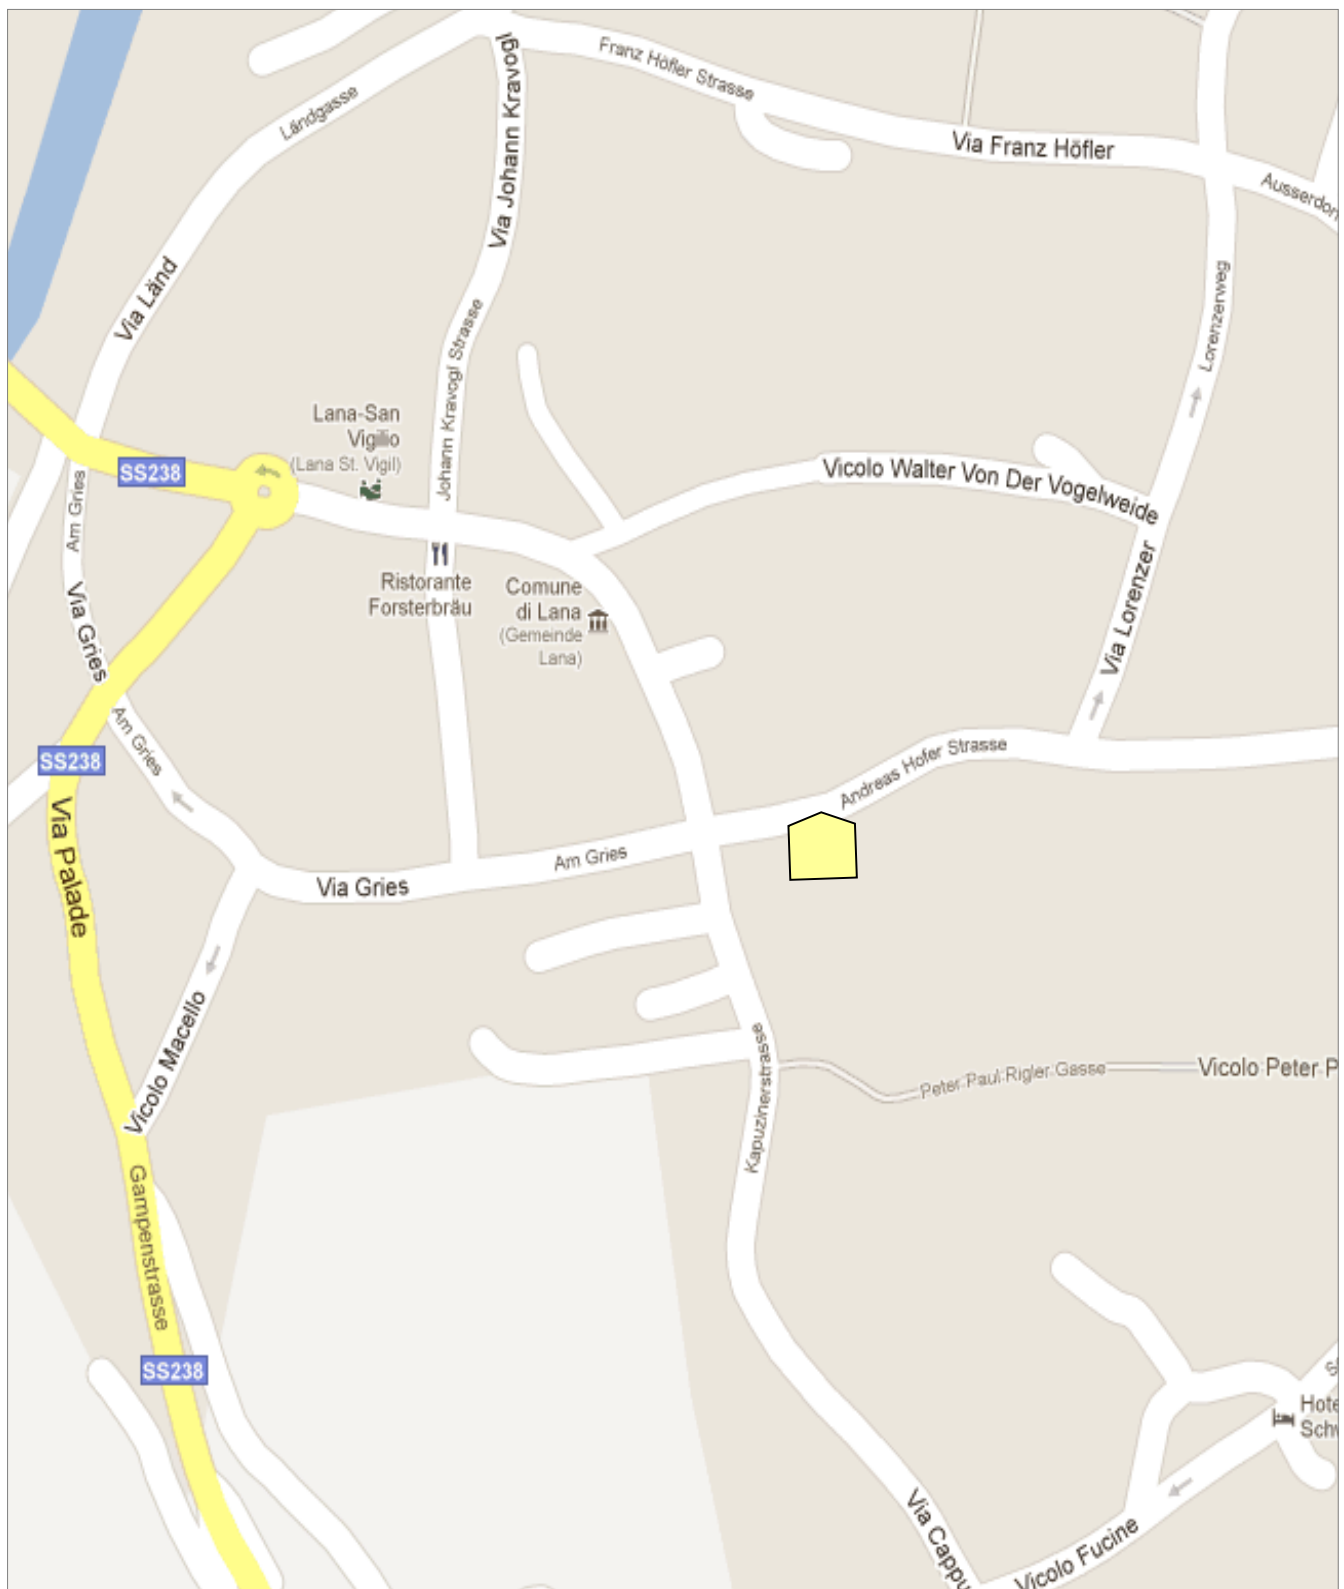 Franz Höfler Strasse
Via Johann Kravogl
Ländgasse
Via Franz Höfler
Via Länd
Lorenzerweg
Johann Kravogl Strasse
Lana-San
Vigilio
(Lana St. Vigil)
SS238
Vicolo Walter Von Der Vogelweide
Am Gries
Ristorante
Forsterbräu
Comune
di Lana
(Gemeinde
Lana)
Via Gries
Via Lorenzer
Am Gries
SS238
Andreas Hofer Strasse
Via Palade
Am Gries
Via Gries
Vicolo Macello
Kapuzinerstrasse
Peter Paul Rigler Gasse
Vicolo Peter P
Gampenstrasse
SS238
Via Cappu
Vicolo Fucine